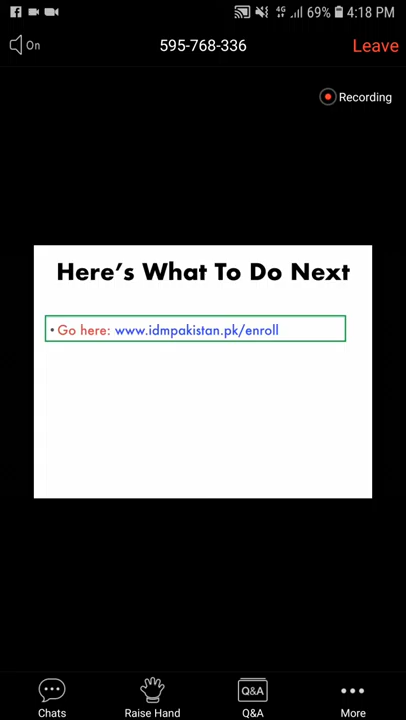 4G 69% 4:18 PM
On 595-768-336 Leave
Recording
Here's What To Do Next
• Go here: www.idmpakistan.pk/enroll
Q&A
Chats Raise Hand Q&A More